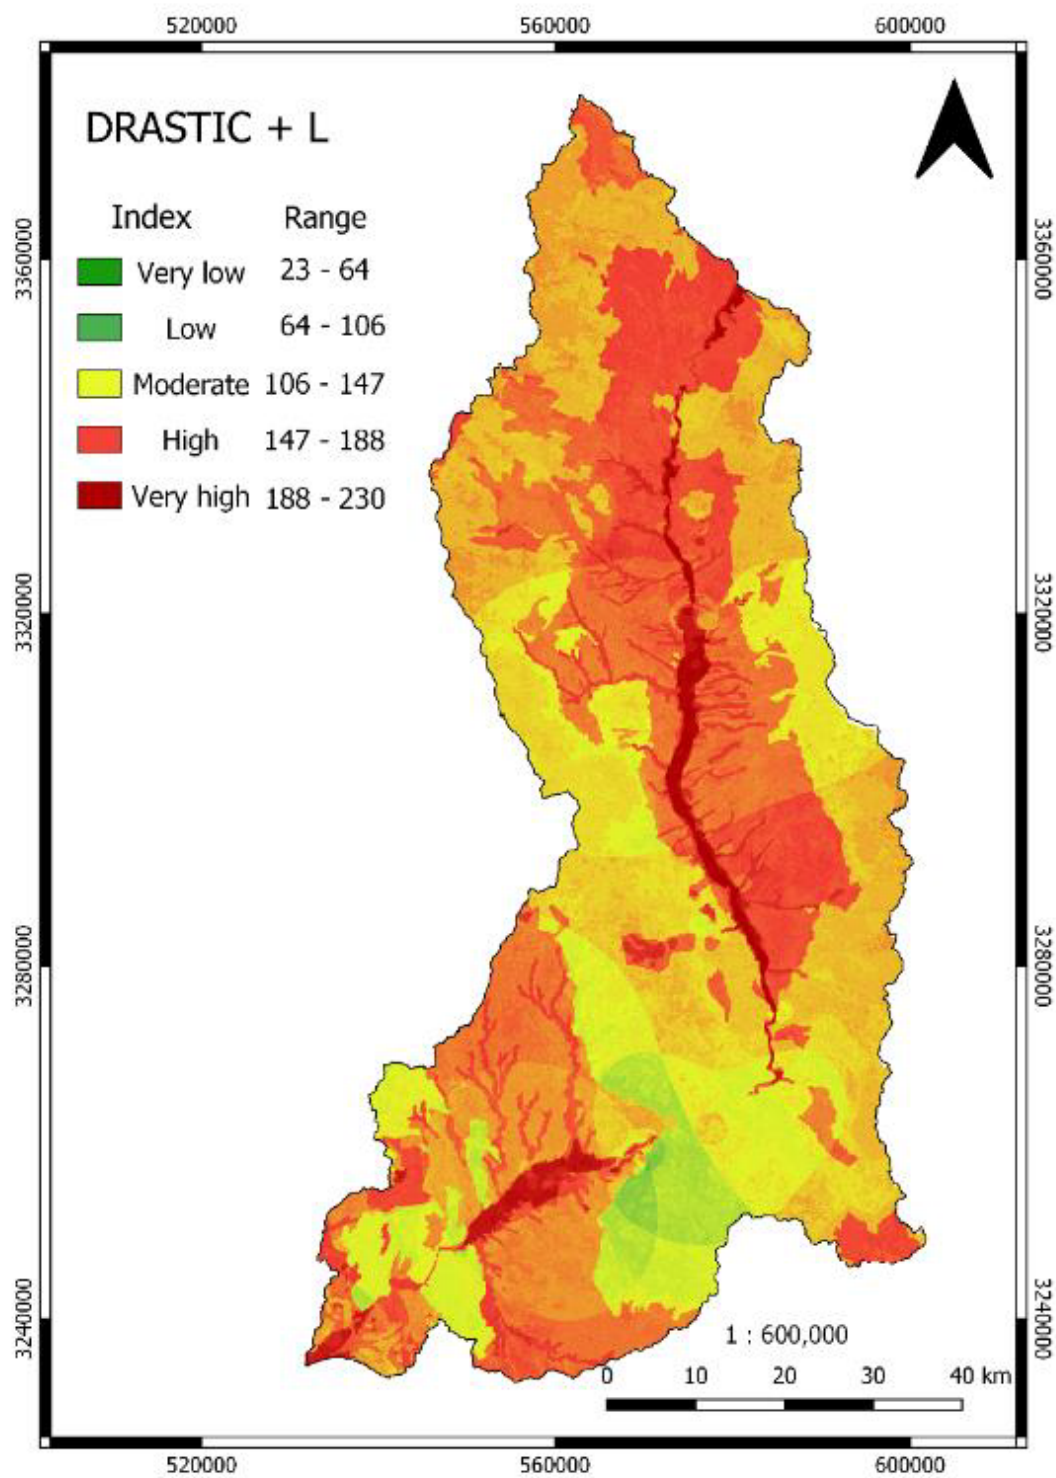 520000 560000 600000
DRASTIC + L
Index Range
Very low 23 - 64
Low 64 - 106
Moderate 106 - 147
High 147 - 188
Very high 188 - 230
3360000 3360000
3320000 3320000
3280000 3280000
3240000 3240000
1 : 600,000
0 10 20 30 40 km
520000 560000 600000